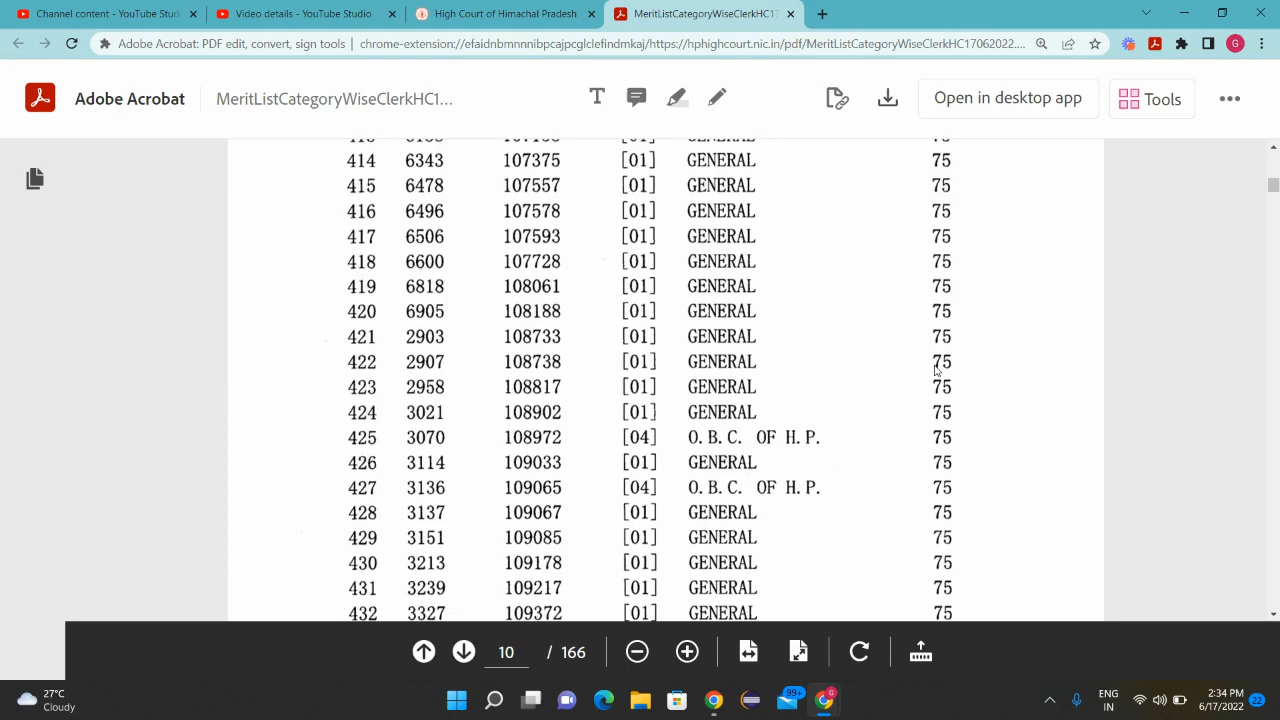 Channel content - YouTube Stud
Video details - YouTube Studio
High Court of Himachal Pradesh
MeritListCategoryWiseClerkHC17
Adobe Acrobat: PDF edit, convert, sign tools | chrome-extension://efaidnbmnnnibpcajpcglclefindmkaj/https://hphighcourt.nic.in/pdf/MeritListCategoryWiseClerkHC17062022....
G
Adobe Acrobat
MeritListCategoryWiseClerkHC1...
Open in desktop app
Tools
414 6343 107375 [01] GENERAL 75
415 6478 107557 [01] GENERAL 75
416 6496 107578 [01] GENERAL 75
417 6506 107593 [01] GENERAL 75
418 6600 107728 [01] GENERAL 75
419 6818 108061 [01] GENERAL 75
420 6905 108188 [01] GENERAL 75
421 2903 108733 [01] GENERAL 75
422 2907 108738 [01] GENERAL 75
423 2958 108817 [01] GENERAL 75
424 3021 108902 [01] GENERAL 75
425 3070 108972 [04] O.B.C. OF H.P. 75
426 3114 109033 [01] GENERAL 75
427 3136 109065 [04] O.B.C. OF H.P. 75
428 3137 109067 [01] GENERAL 75
429 3151 109085 [01] GENERAL 75
430 3213 109178 [01] GENERAL 75
431 3239 109217 [01] GENERAL 75
432 3327 109372 [01] GENERAL 75
10 / 166
27°C
Cloudy
99+
G
ENG
IN
2:34 PM
6/17/2022
22